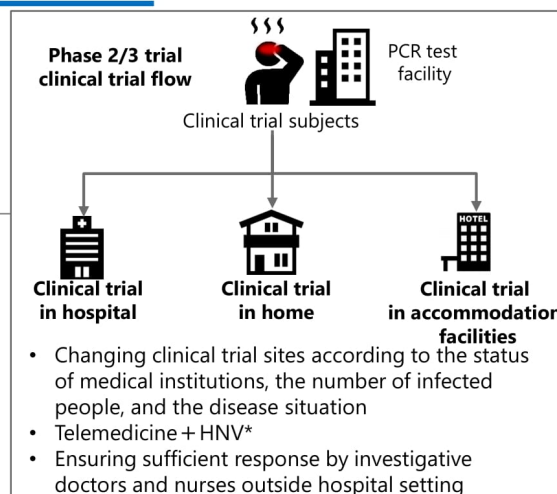 Phase 2/3 trial
clinical trial flow
PCR test
facility
Clinical trial subjects
HOTEL
Clinical trial
in hospital
Clinical trial
in home
Clinical trial
in accommodation
facilities
• Changing clinical trial sites according to the status
of medical institutions, the number of infected
people, and the disease situation
• Telemedicine＋HNV*
• Ensuring sufficient response by investigative
doctors and nurses outside hospital setting